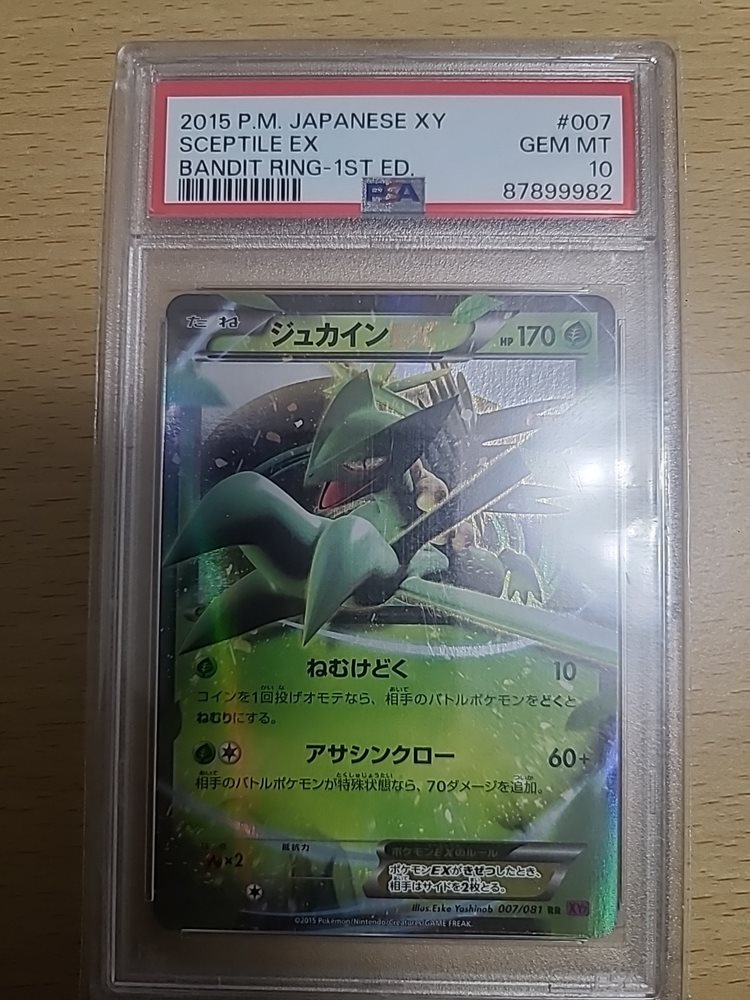 2015 P.M. JAPANESE XY #007
SCEPTILE EX GEM MT
BANDIT RING-1ST ED. 10
PSA 87899982
たね ジュカインEX HP 170
ねむけどく 10
コインを1回投げオモテなら、相手のバトルポケモンをどくと
ねむりにする。
アサシンクロー 60+
相手のバトルポケモンが特殊状態なら、70ダメージを追加。
抵抗力 ポケモンEXのルール
×2 ポケモンEXがきぜつしたとき、
相手はサイドを2枚とる。
Illus.Eske Yoshinob 007/081 RR XY7
©2015 Pokémon/Nintendo/Creatures/GAME FREAK.